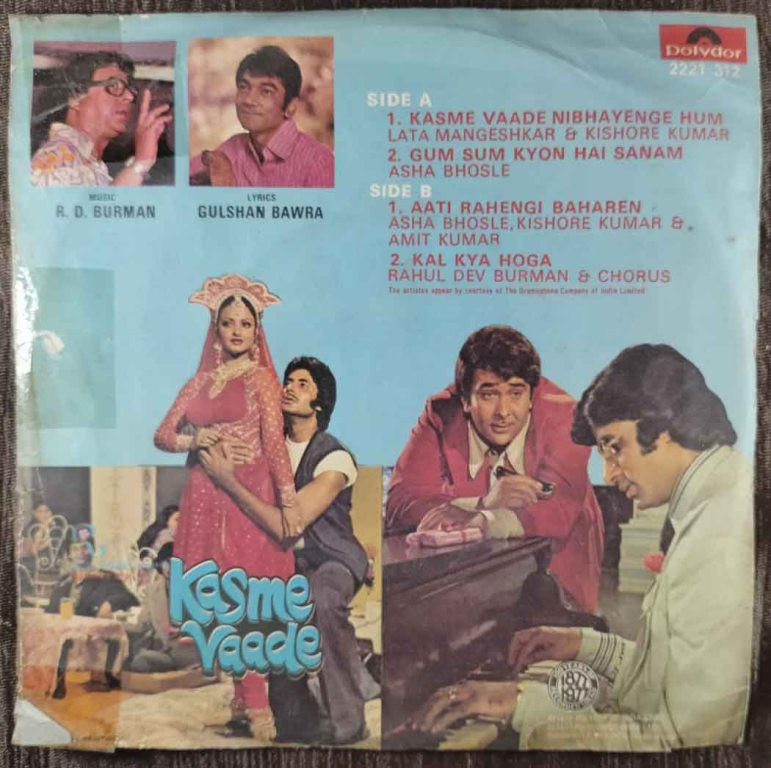 Polydor
2221 312
SIDE A
1. KASME VAADE NIBHAYENGE HUM
LATA MANGESHKAR & KISHORE KUMAR
2. GUM SUM KYON HAI SANAM
ASHA BHOSLE
SIDE B
1. AATI RAHENGI BAHAREN
ASHA BHOSLE, KISHORE KUMAR &
AMIT KUMAR
2. KAL KYA HOGA
RAHUL DEV BURMAN & CHORUS
The artistes appear by courtesy of The Gramophone Company of India Limited
MUSIC
R. D. BURMAN
LYRICS
GULSHAN BAWRA
Kasme
Vaade
1877
1977